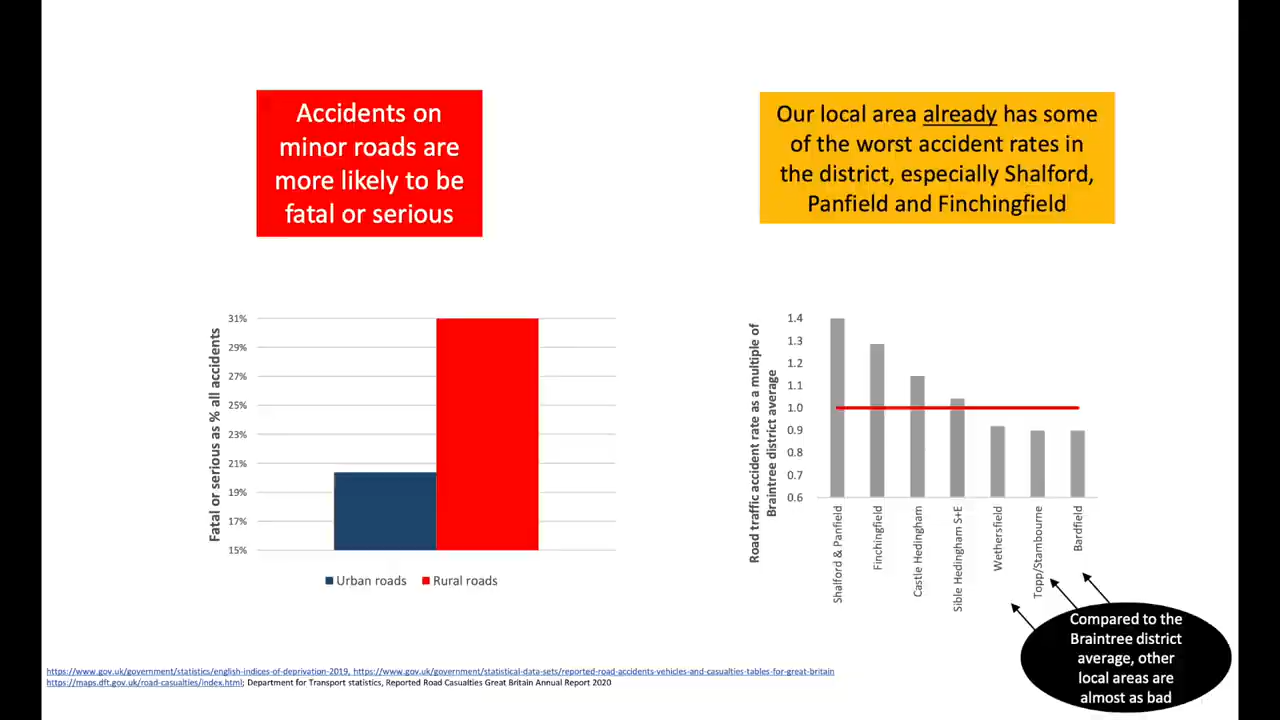 Accidents on
minor roads are
more likely to be
fatal or serious
Our local area already has some
of the worst accident rates in
the district, especially Shalford,
Panfield and Finchingfield
Fatal or serious as % all accidents
31%
29%
27%
25%
23%
21%
19%
17%
15%
Urban roads
Rural roads
Road traffic accident rate as a multiple of
Braintree district average
1.4
1.3
1.2
1.1
1.0
0.9
0.8
0.7
0.6
Shalford & Panfield
Finchingfield
Castle Hedingham
Sible Hedingham S+E
Wethersfield
Topp/Stambourne
Bardfield
Compared to the
Braintree district
average, other
local areas are
almost as bad
https://www.gov.uk/government/statistics/english-indices-of-deprivation-2019, https://www.gov.uk/government/statistical-data-sets/reported-road-accidents-vehicles-and-casualties-tables-for-great-britain
https://maps.dft.gov.uk/road-casualties/index.html; Department for Transport statistics, Reported Road Casualties Great Britain Annual Report 2020